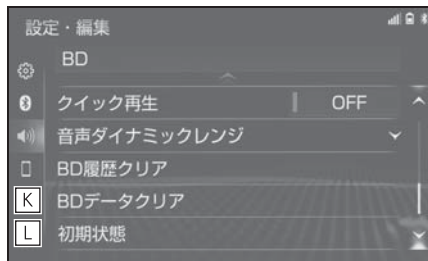 設定・編集
BD
クイック再生 OFF
音声ダイナミックレンジ
BD履歴クリア
K BDデータクリア
L 初期状態